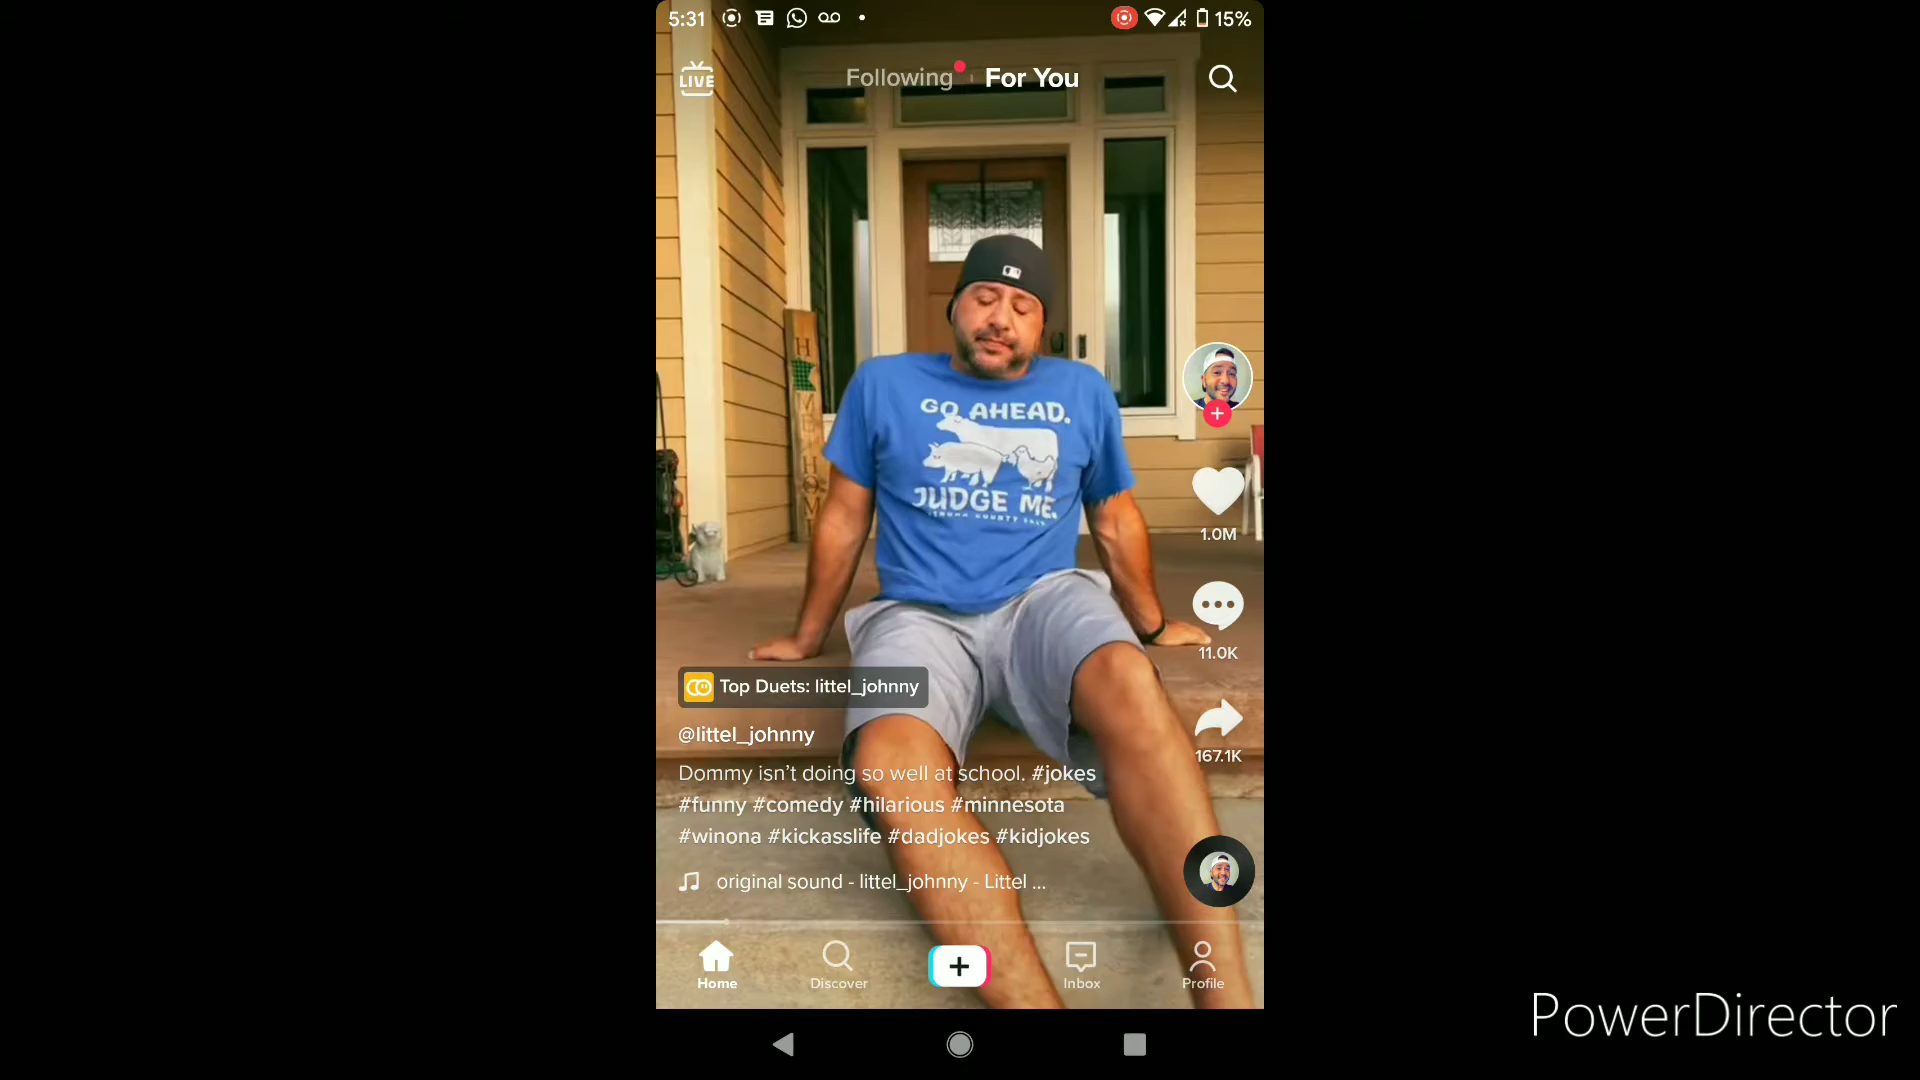 5:31
15%
LIVE
Following
For You
HOME
HOME
GO AHEAD.
JUDGE ME.
1.0M
11.0K
167.1K
Top Duets: littel_johnny
@littel_johnny
Dommy isn't doing so well at school. #jokes
#funny #comedy #hilarious #minnesota
#winona #kickasslife #dadjokes #kidjokes
original sound - littel_johnny - Littel ...
Home
Discover
Inbox
Profile
PowerDirector